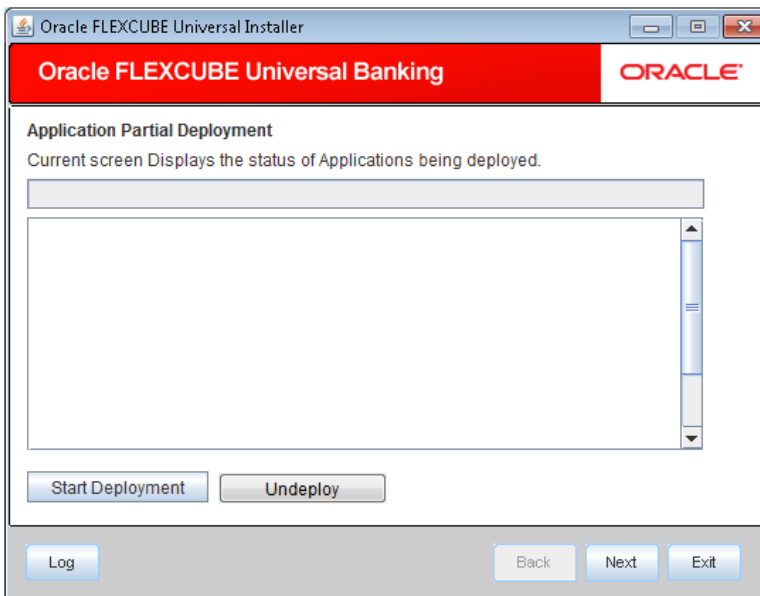 Oracle FLEXCUBE Universal Installer
Oracle FLEXCUBE Universal Banking
ORACLE
Application Partial Deployment
Current screen Displays the status of Applications being deployed.
Start Deployment Undeploy
Log Back Next Exit